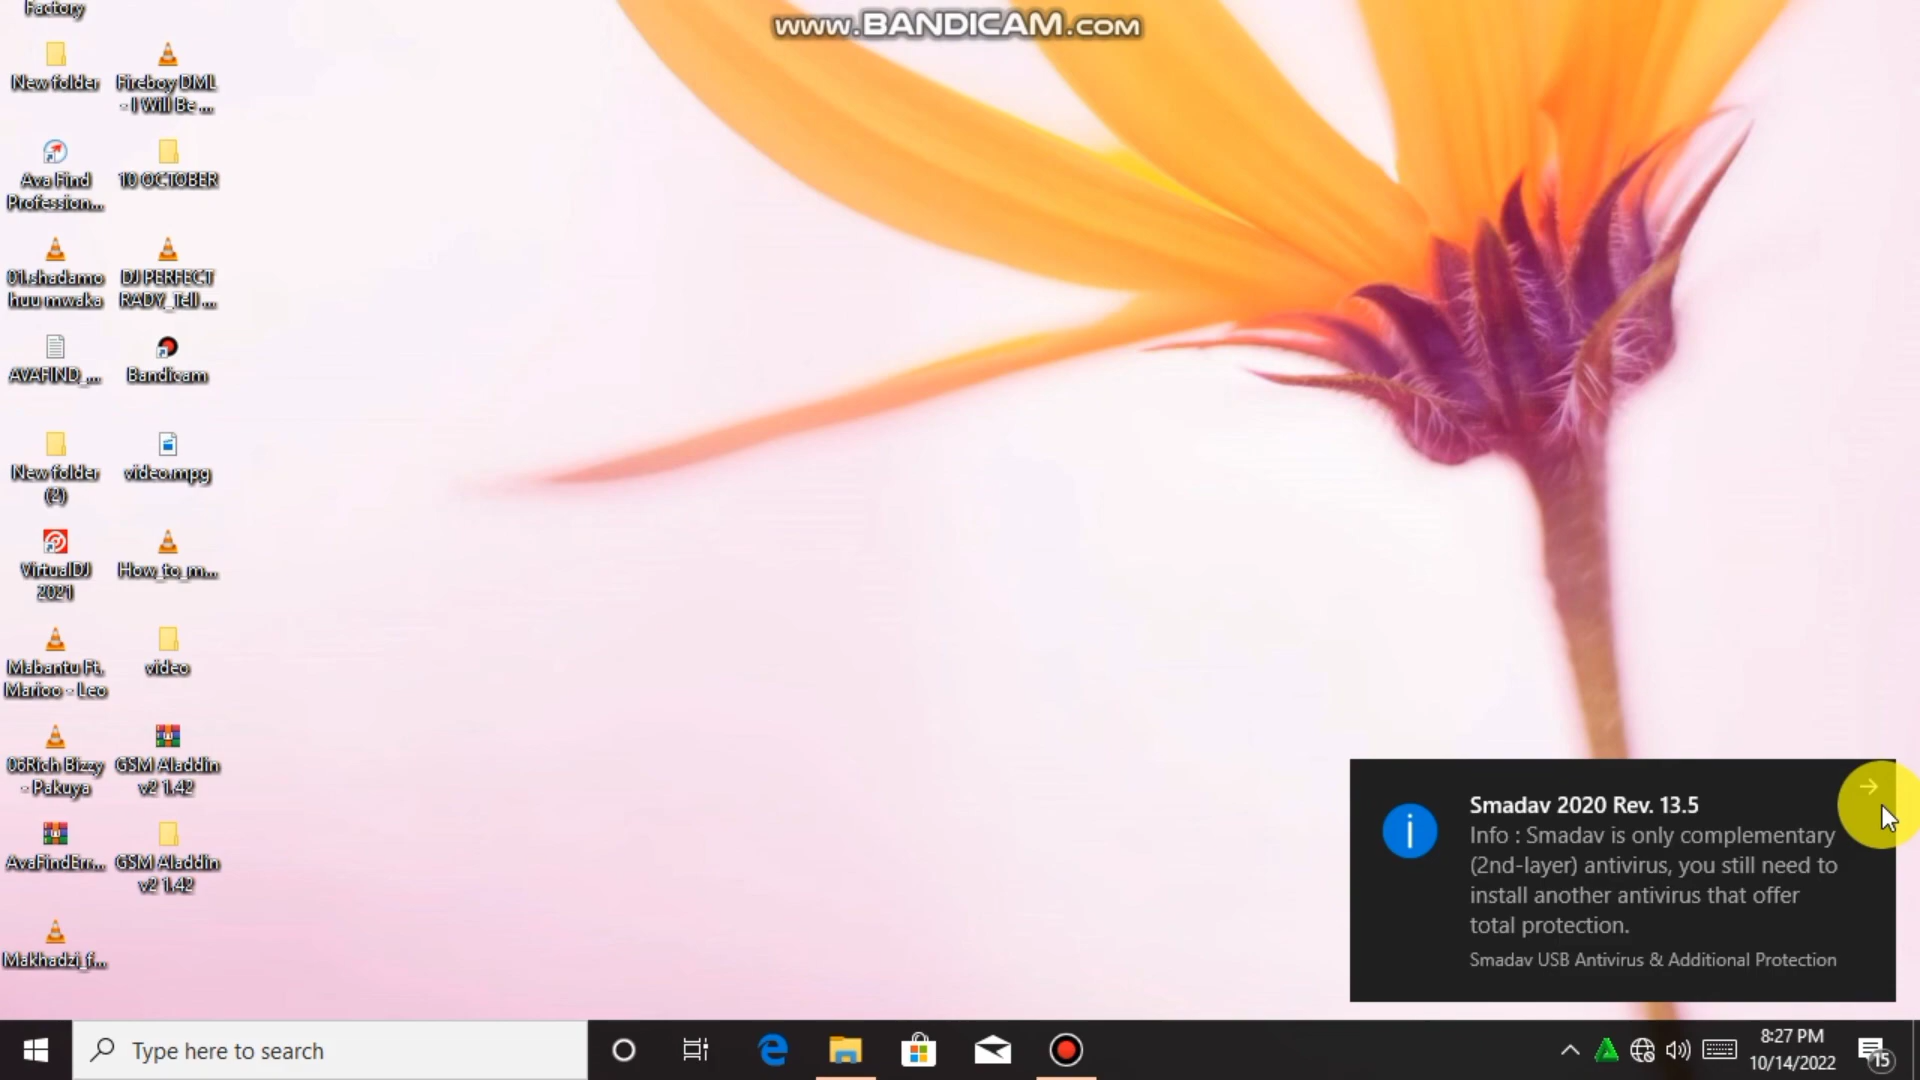 Factory
www.BANDICAM.com
New folder
Fireboy DML
- I Will Be ...
Ava Find
Profession...
10 OCTOBER
01.shadamo
huu mwaka
DJ PERFECT
RADY_Tell ...
AVAFIND_...
Bandicam
New folder
(2)
video.mpg
VirtualDJ
2021
How_to_m...
Mabantu Ft.
Marioo - Leo
video
06Rich Bizzy
- Pakuya
GSM Aladdin
v2 1.42
AvaFindErr...
GSM Aladdin
v2 1.42
Makhadzi_f...
Smadav 2020 Rev. 13.5
Info : Smadav is only complementary
(2nd-layer) antivirus, you still need to
install another antivirus that offer
total protection.
Smadav USB Antivirus & Additional Protection
Type here to search
8:27 PM
10/14/2022
15